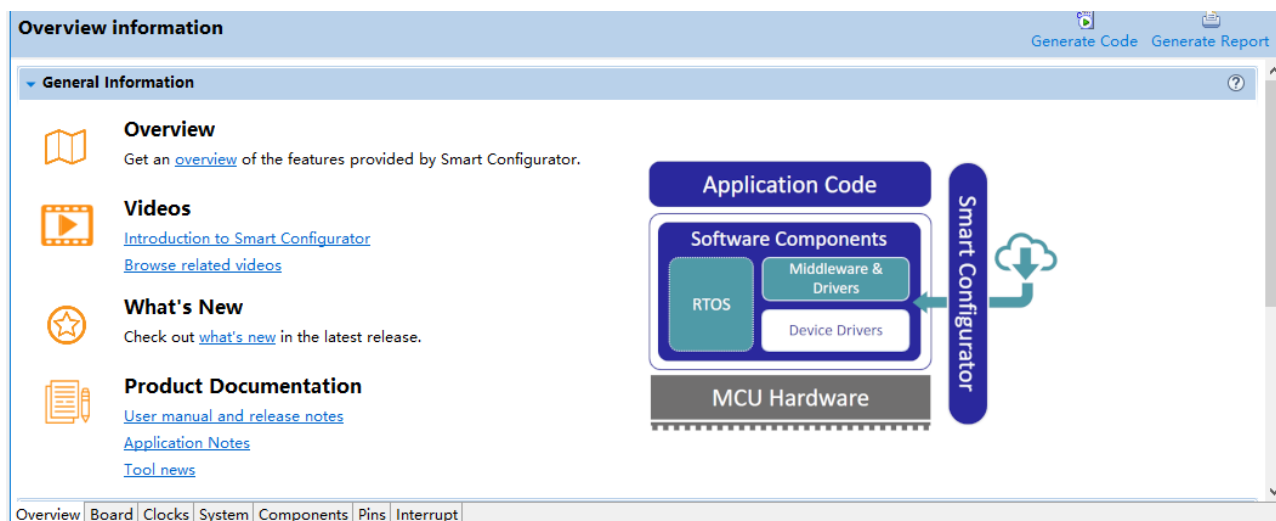 Overview information
Generate Code
Generate Report
General Information
?
Overview
Get an overview of the features provided by Smart Configurator.
Videos
Introduction to Smart Configurator
Browse related videos
What's New
Check out what's new in the latest release.
Product Documentation
User manual and release notes
Application Notes
Tool news
Application Code
Software Components
RTOS
Middleware &
Drivers
Device Drivers
MCU Hardware
Smart Configurator
Overview Board Clocks System Components Pins Interrupt